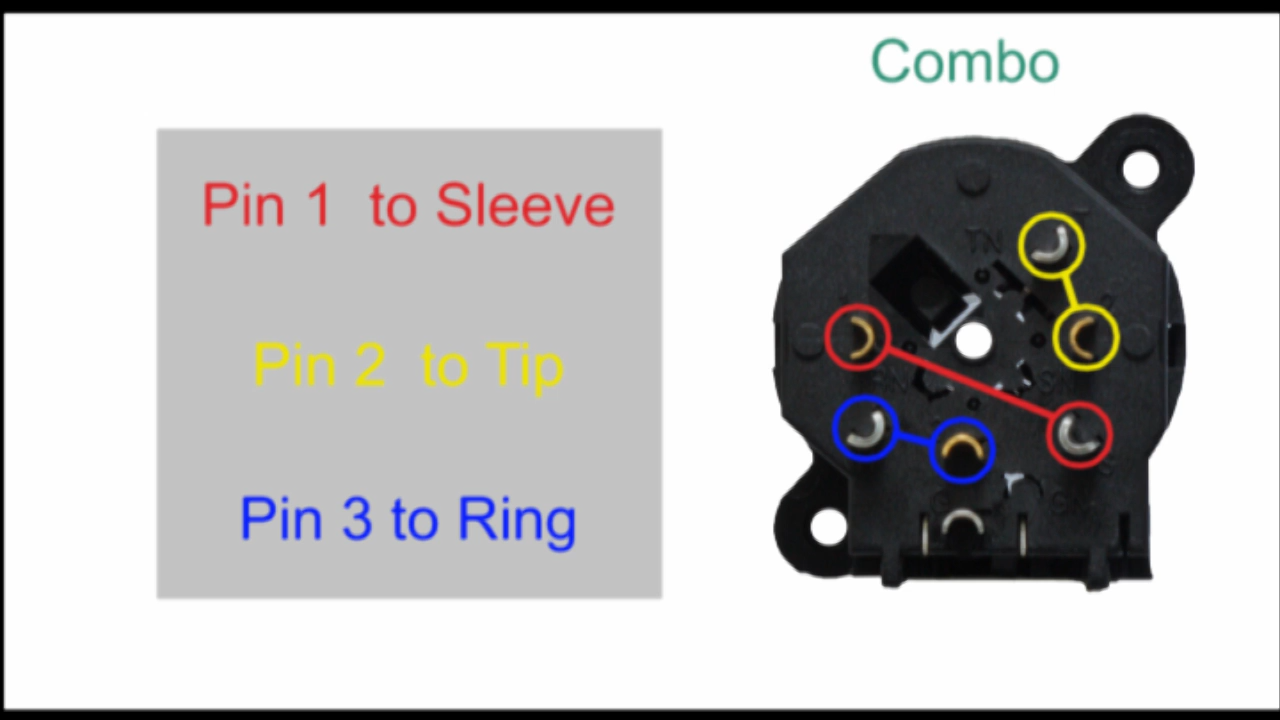 Combo
Pin 1 to Sleeve
Pin 2 to Tip
Pin 3 to Ring